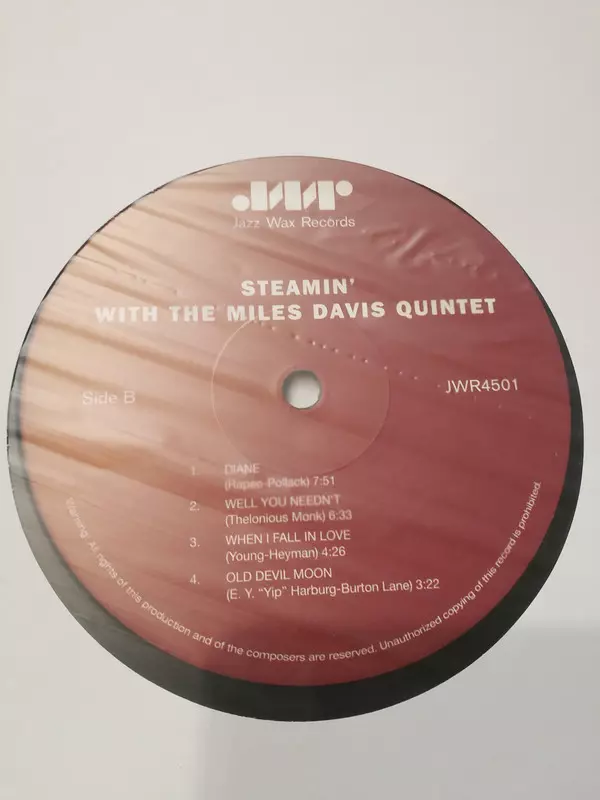 JWR
Jazz Wax Records
STEAMIN'
WITH THE MILES DAVIS QUINTET
Side B
JWR4501
1. DIANE
(Rapee-Pollack) 7:51
2. WELL YOU NEEDN'T
(Thelonious Monk) 6:33
3. WHEN I FALL IN LOVE
(Young-Heyman) 4:26
4. OLD DEVIL MOON
(E. Y. "Yip" Harburg-Burton Lane) 3:22
Warning: All rights of this production and of the composers are reserved. Unauthorized copying of this record is prohibited.